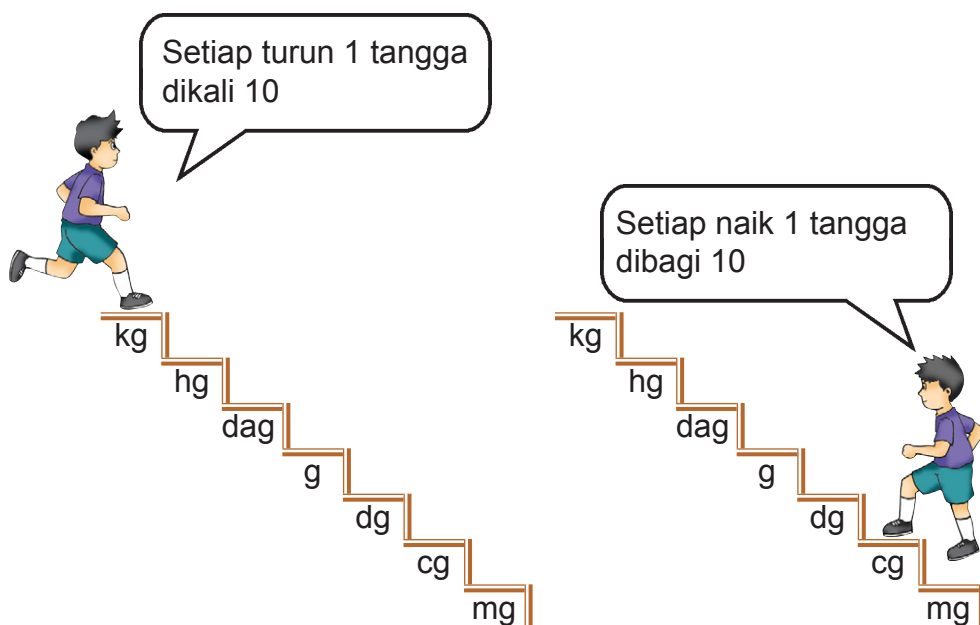 Setiap turun 1 tangga
dikali 10
kg
hg
dag
g
dg
cg
mg
Setiap naik 1 tangga
dibagi 10
kg
hg
dag
g
dg
cg
mg